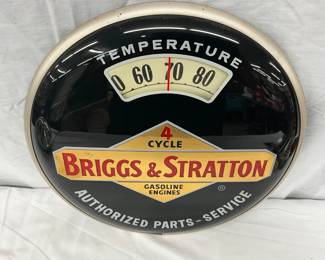 TEMPERATURE
0 60 70 80
4
CYCLE
BRIGGS & STRATTON
GASOLINE
ENGINES
®
AUTHORIZED PARTS-SERVICE